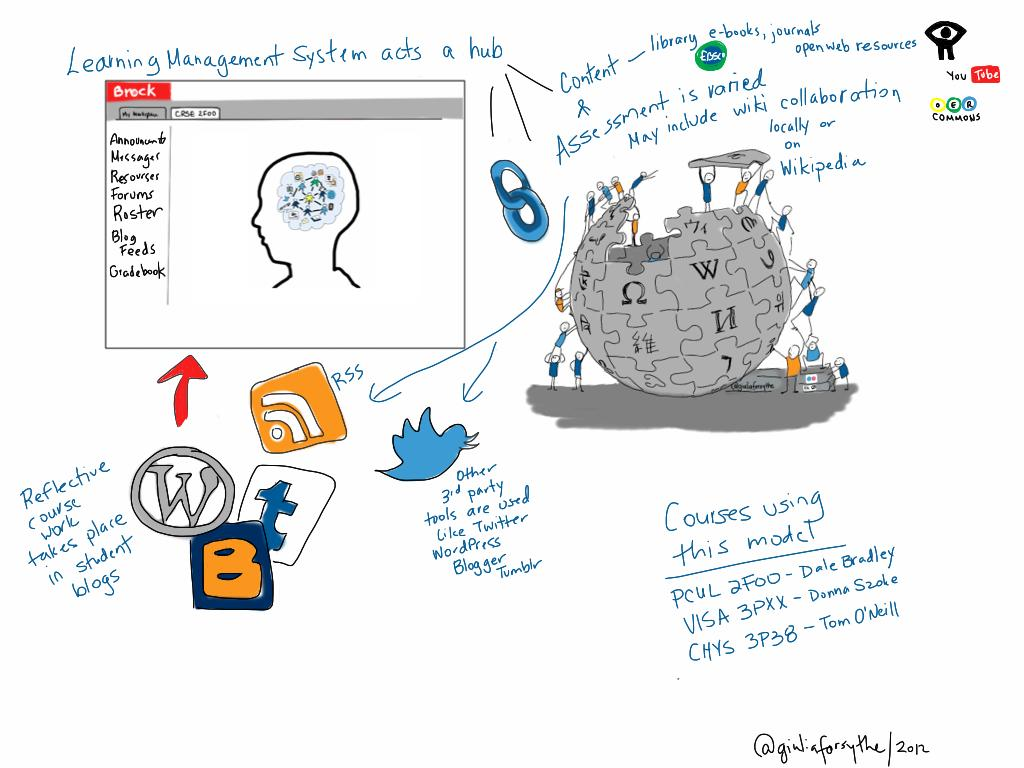 Learning Management System acts a hub
Brock
My Workspace
CRSE 2F00
Announcments
Messages
Resources
Forums
Roster
Blog
Feeds
Gradebook
Content – library e-books, journals
EBSCO
open web resources
You Tube
OER
COMMONS
&
Assessment is varied
May include wiki collaboration
locally or
on
Wikipedia
Ω
W
И
維
ウィ
@giuliaforsythe
RSS
W
t
B
Reflective
course
work
takes place
in student
blogs
Other
3rd party
tools are used
Like Twitter
WordPress
Blogger
Tumblr
Courses using
this model
PCUL 2F00 – Dale Bradley
VISA 3PXX – Donna Szoke
CHYS 3P38 – Tom O'Neill
@giuliaforsythe/2012